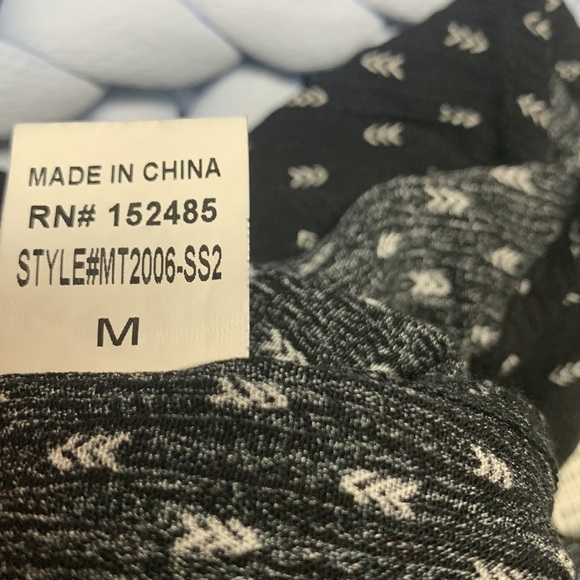 MADE IN CHINA
RN# 152485
STYLE#MT2006-SS2
M